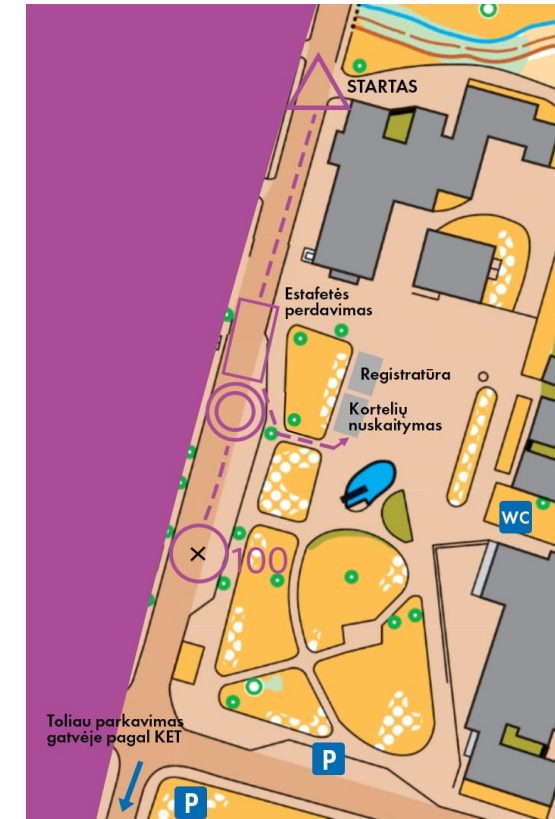 STARTAS
Estafetės
perdavimas
Registratūra
Kortelių
nuskaitymas
WC
100
Toliau parkavimas
gatvėje pagal KET
P
P